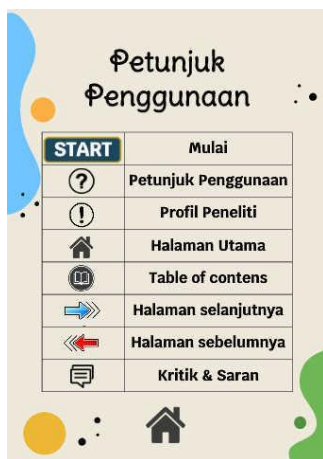 Petunjuk
Penggunaan
START Mulai
? Petunjuk Penggunaan
! Profil Peneliti
Halaman Utama
Table of contens
Halaman selanjutnya
Halaman sebelumnya
Kritik & Saran